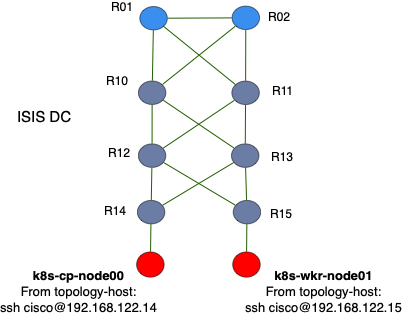 R01
R02
R10
R11
ISIS DC
R12
R13
R14
R15
k8s-cp-node00
From topology-host:
ssh cisco@192.168.122.14
k8s-wkr-node01
From topology-host:
ssh cisco@192.168.122.15